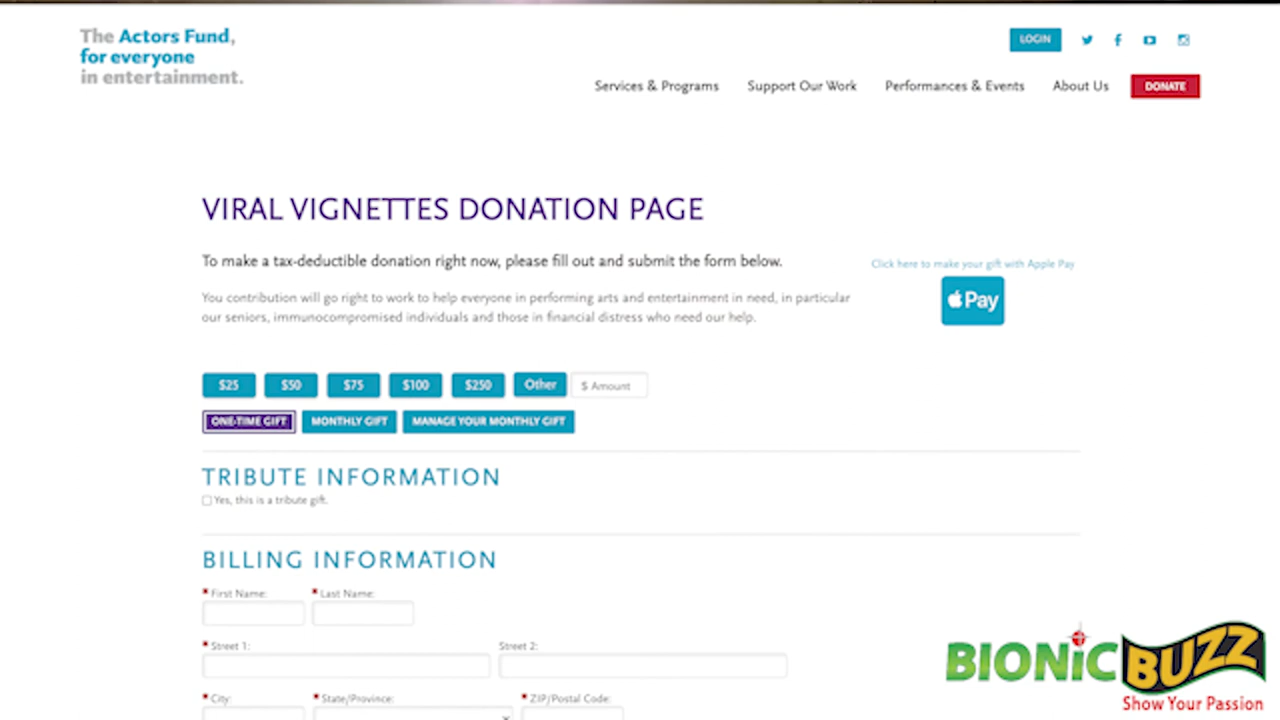 The Actors Fund,
for everyone
in entertainment.
LOGIN
Services & Programs Support Our Work Performances & Events About Us DONATE
VIRAL VIGNETTES DONATION PAGE
To make a tax-deductible donation right now, please fill out and submit the form below.
Click here to make your gift with Apple Pay
Pay
You contribution will go right to work to help everyone in performing arts and entertainment in need, in particular
our seniors, immunocompromised individuals and those in financial distress who need our help.
$25 $50 $75 $100 $250 Other $ Amount
ONE-TIME GIFT MONTHLY GIFT MANAGE YOUR MONTHLY GIFT
TRIBUTE INFORMATION
Yes, this is a tribute gift.
BILLING INFORMATION
* First Name: * Last Name:
* Street 1: Street 2:
* City: * State/Province: * ZIP/Postal Code:
BIONiC BUZZ
Show Your Passion